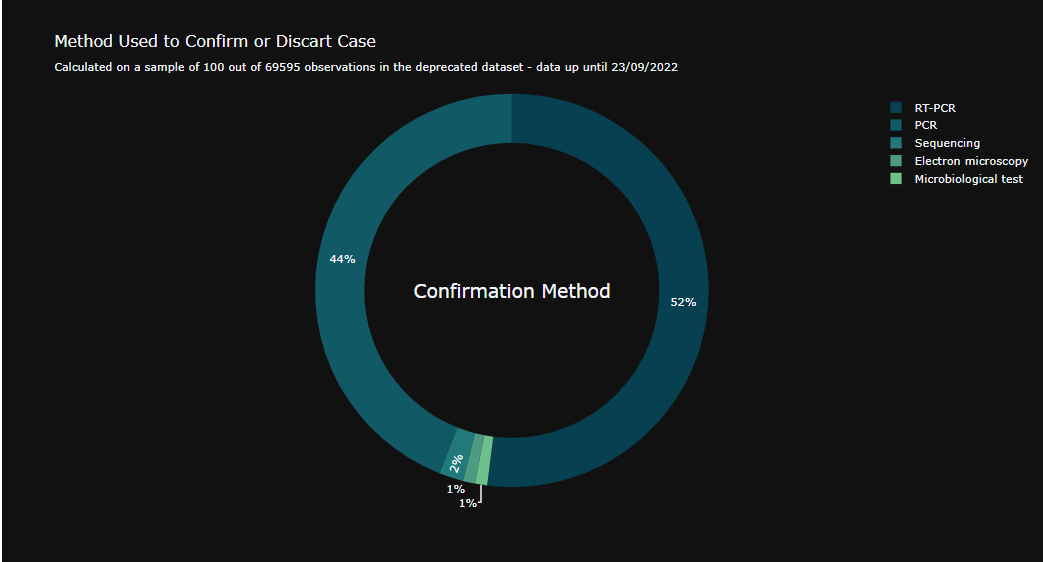 Method Used to Confirm or Discart Case
Calculated on a sample of 100 out of 69595 observations in the deprecated dataset - data up until 23/09/2022
RT-PCR
PCR
Sequencing
Electron microscopy
Microbiological test
44%
Confirmation Method
52%
2%
1%
1%